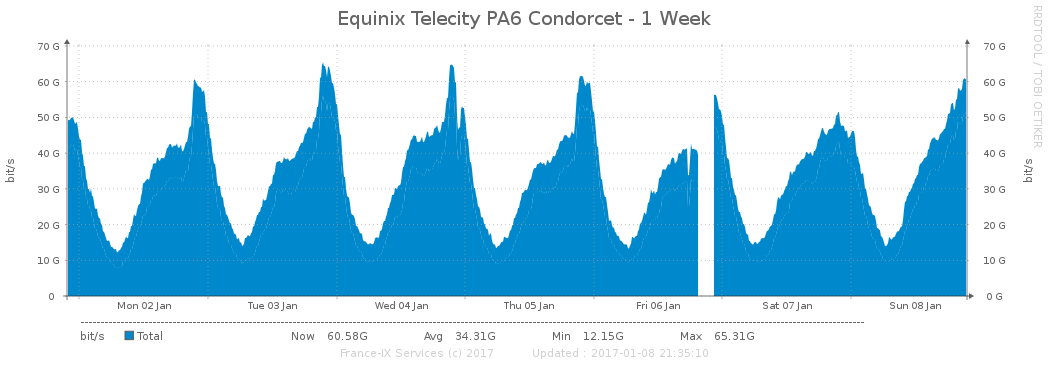 Equinix Telecity PA6 Condorcet - 1 Week
RRDTOOL / TOBI OETIKER
bit/s
70 G
60 G
50 G
40 G
30 G
20 G
10 G
0
70 G
60 G
50 G
40 G
30 G
20 G
10 G
0 G
bit/s
Mon 02 Jan Tue 03 Jan Wed 04 Jan Thu 05 Jan Fri 06 Jan Sat 07 Jan Sun 08 Jan
bit/s Total Now 60.58G Avg 34.31G Min 12.15G Max 65.31G
France-IX Services (c) 2017 Updated : 2017-01-08 21:35:10